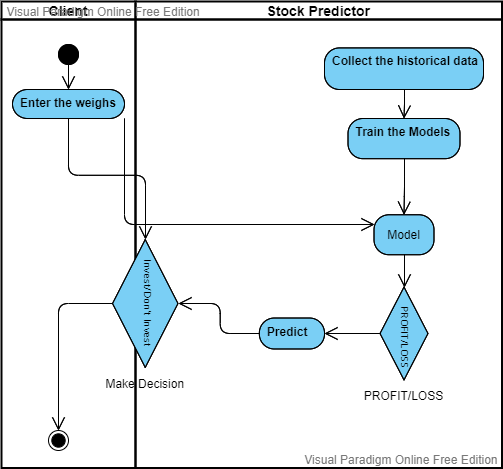 Visual Paradigm Online Free Edition
Client
Stock Predictor
Collect the historical data
Enter the weighs
Train the Models
Model
Invest/Don't Invest
PROFIT/LOSS
Predict
Make Decision
PROFIT/LOSS
Visual Paradigm Online Free Edition